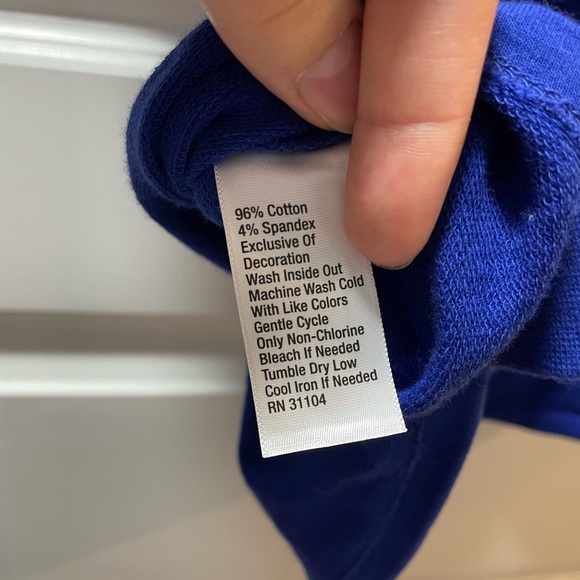 96% Cotton
4% Spandex
Exclusive Of
Decoration
Wash Inside Out
Machine Wash Cold
With Like Colors
Gentle Cycle
Only Non-Chlorine
Bleach If Needed
Tumble Dry Low
Cool Iron If Needed
RN 31104